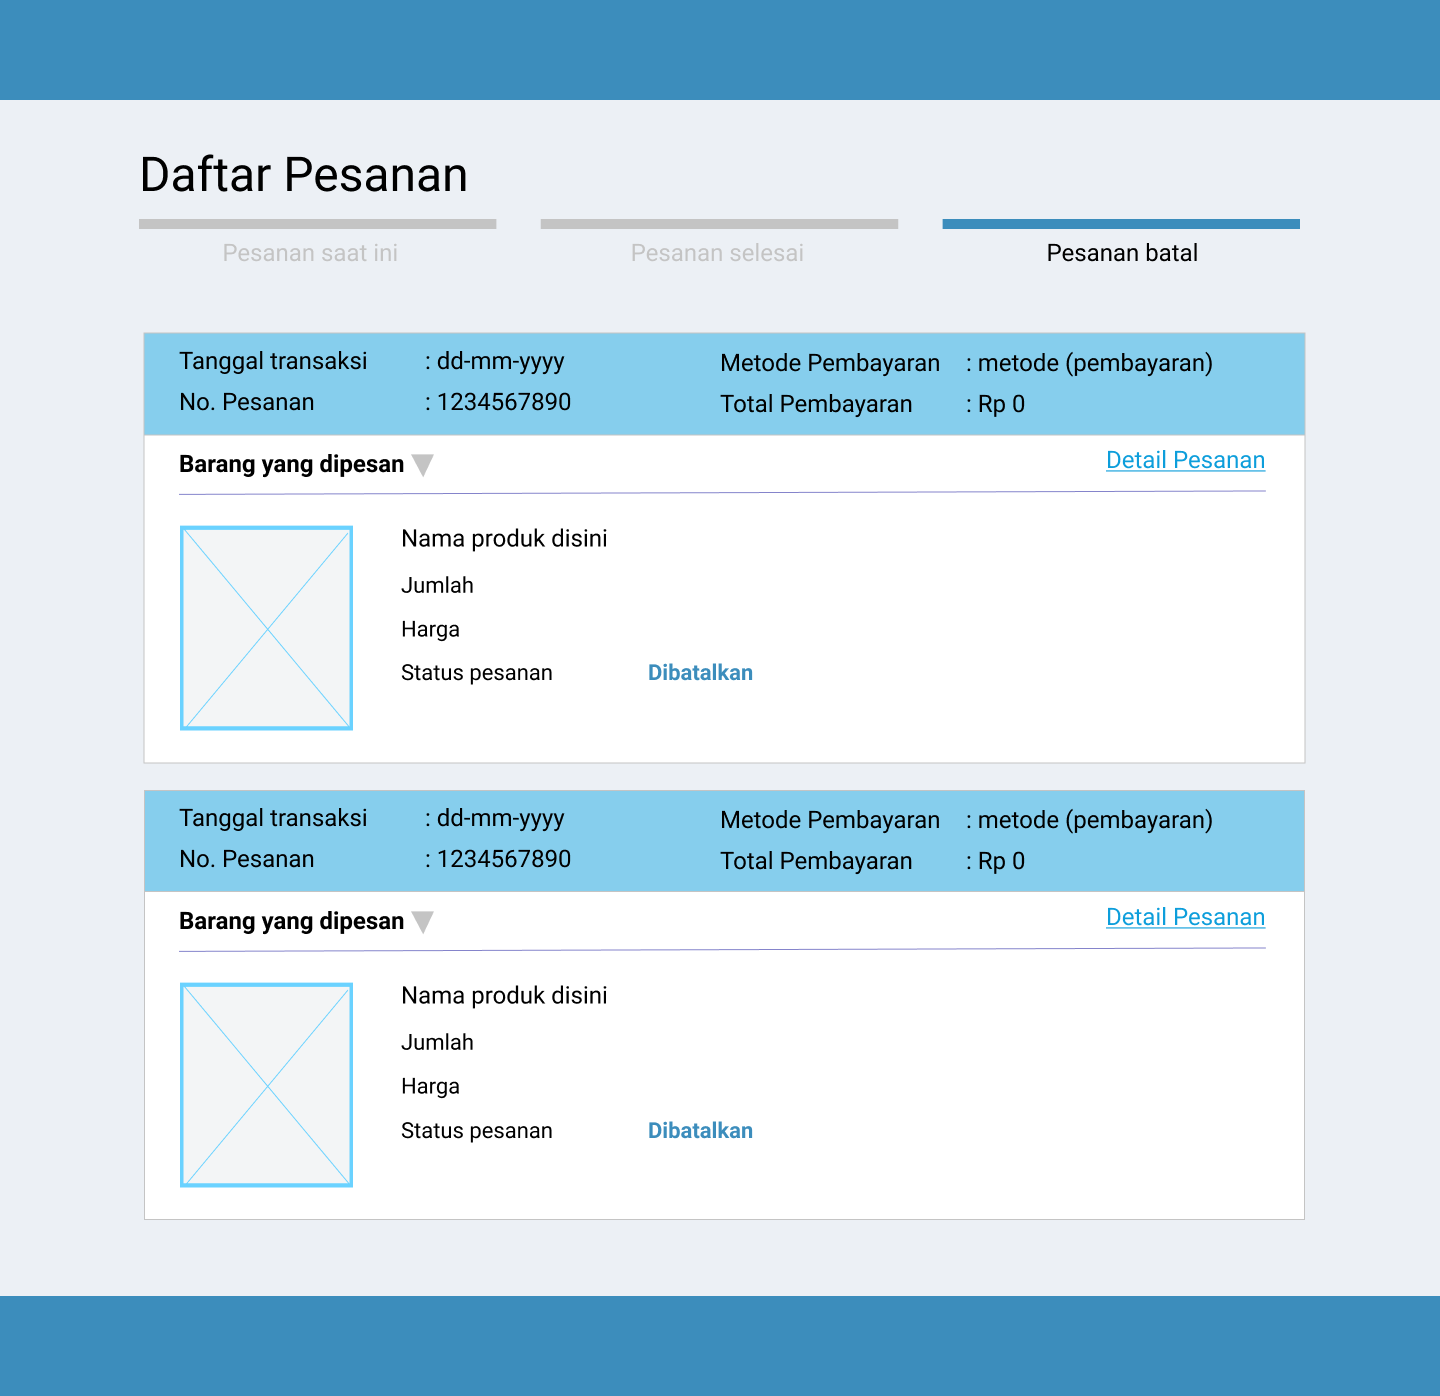 Daftar Pesanan
Pesanan saat ini
Pesanan selesai
Pesanan batal
Tanggal transaksi : dd-mm-yyyy
Metode Pembayaran : metode (pembayaran)
No. Pesanan : 1234567890
Total Pembayaran : Rp 0
Barang yang dipesan
Detail Pesanan
Nama produk disini
Jumlah
Harga
Status pesanan Dibatalkan
Tanggal transaksi : dd-mm-yyyy
Metode Pembayaran : metode (pembayaran)
No. Pesanan : 1234567890
Total Pembayaran : Rp 0
Barang yang dipesan
Detail Pesanan
Nama produk disini
Jumlah
Harga
Status pesanan Dibatalkan